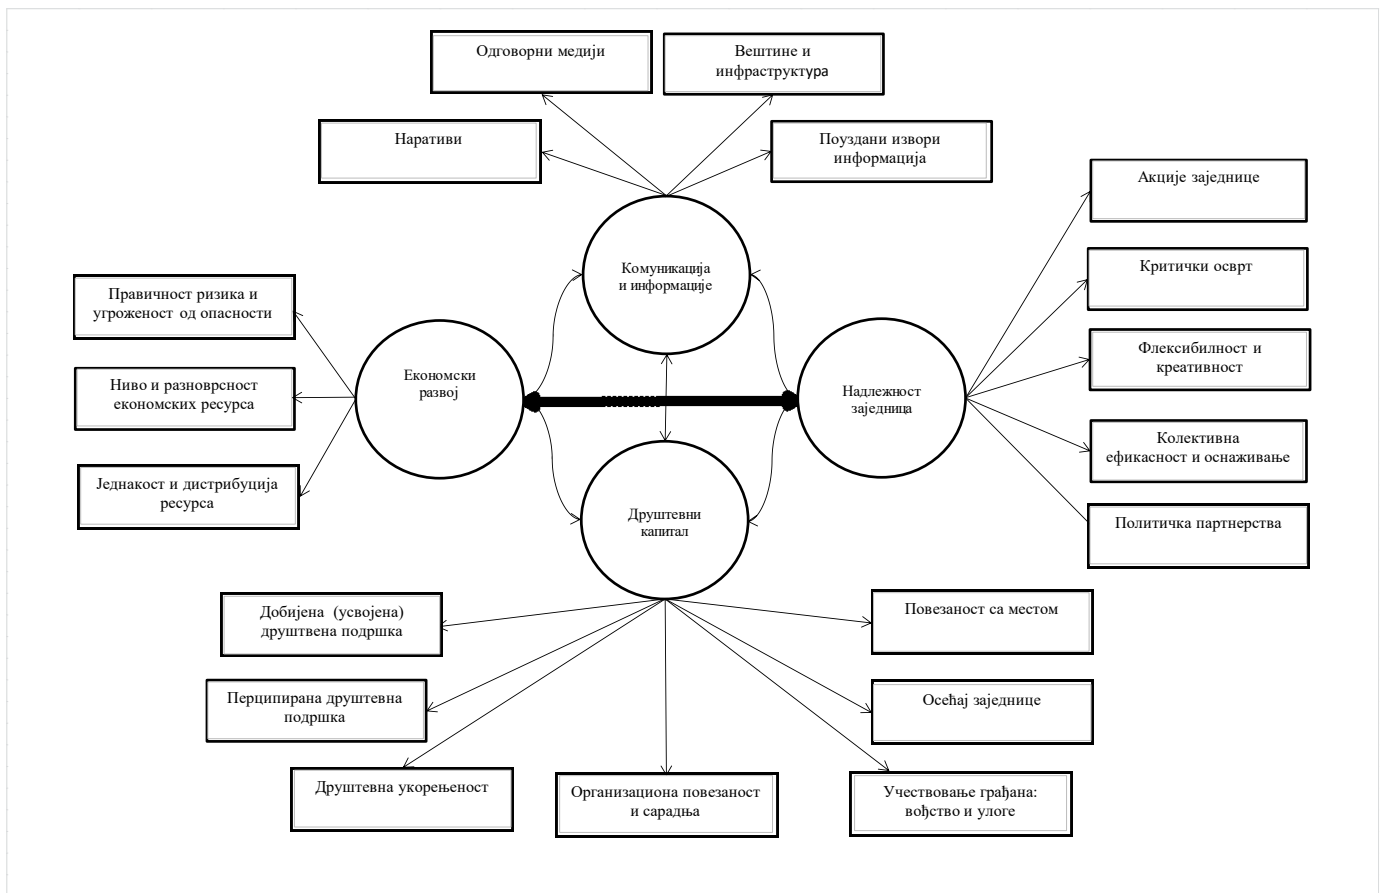 Одговорни медији
Вештине и
инфраструктура
Наративи
Поуздани извори
информација
Акције заједнице
Критички осврт
Флексибилност и
креативност
Колективна
ефикасност и оснаживање
Политичка партнерства
Комуникација
и информације
Правичност ризика и
угроженост од опасности
Ниво и разноврсност
економских ресурса
Једнакост и дистрибуција
ресурса
Економски
развој
Надлежност
заједница
Друштвени
капитал
Добијена (усвојена)
друштвена подршка
Перципирана друштевна
подршка
Друштевна укорењеност
Организациона повезаност
и сарадња
Учествовање грађана:
вођство и улоге
Осећај заједнице
Повезаност са местом